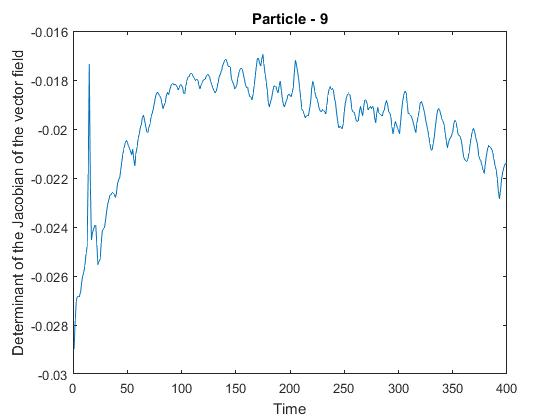 Particle - 9
Determinant of the Jacobian of the vector field
-0.016
-0.018
-0.02
-0.022
-0.024
-0.026
-0.028
-0.03
0 50 100 150 200 250 300 350 400
Time